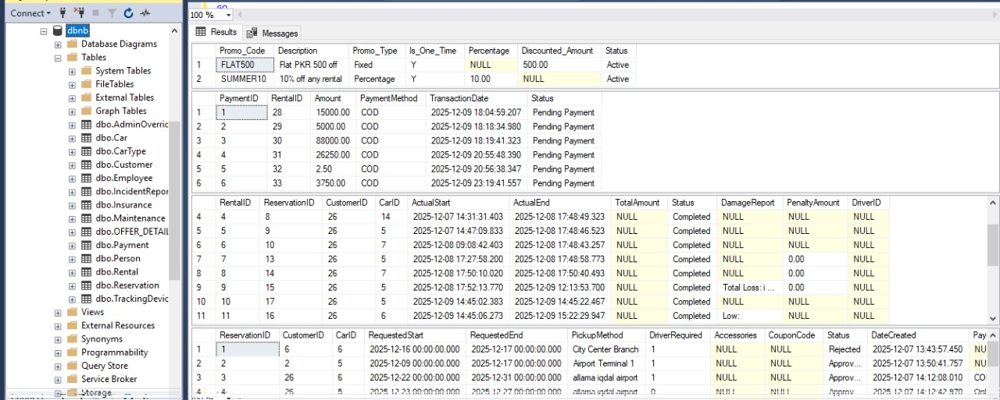 GO
Connect
100 %
dbnb
Database Diagrams
Tables
System Tables
FileTables
External Tables
Graph Tables
dbo.AdminOverric
dbo.Car
dbo.CarType
dbo.Customer
dbo.Employee
dbo.IncidentRepor
dbo.Insurance
dbo.Maintenance
dbo.OFFER_DETAIL
dbo.Payment
dbo.Person
dbo.Rental
dbo.Reservation
dbo.TrackingDevic
Views
External Resources
Synonyms
Programmability
Query Store
Service Broker
Storage
Results Messages
Promo_Code Description Promo_Type Is_One_Time Percentage Discounted_Amount Status
1 FLAT500 Flat PKR 500 off Fixed Y NULL 500.00 Active
2 SUMMER10 10% off any rental Percentage Y 10.00 NULL Active
PaymentID RentalID Amount PaymentMethod TransactionDate Status
1 1 28 15000.00 COD 2025-12-09 18:04:59.207 Pending Payment
2 2 29 5000.00 COD 2025-12-09 18:18:34.980 Pending Payment
3 3 30 88000.00 COD 2025-12-09 18:19:41.323 Pending Payment
4 4 31 26250.00 COD 2025-12-09 20:55:48.390 Pending Payment
5 5 32 2.50 COD 2025-12-09 20:56:38.347 Pending Payment
6 6 33 3750.00 COD 2025-12-09 23:19:41.557 Pending Payment
RentalID ReservationID CustomerID CarID ActualStart ActualEnd TotalAmount Status DamageReport PenaltyAmount DriverID
4 4 8 26 14 2025-12-07 14:31:31.403 2025-12-08 17:48:49.323 NULL Completed NULL NULL NULL
5 5 9 26 5 2025-12-07 14:47:09.833 2025-12-08 17:48:46.523 NULL Completed NULL NULL NULL
6 6 10 26 7 2025-12-08 09:08:42.403 2025-12-08 17:48:43.257 NULL Completed NULL NULL NULL
7 7 13 26 5 2025-12-08 17:27:58.200 2025-12-08 17:48:58.773 NULL Completed NULL 0.00 NULL
8 8 14 26 7 2025-12-08 17:50:10.020 2025-12-08 17:50:40.493 NULL Completed NULL 0.00 NULL
9 9 15 26 5 2025-12-08 17:52:13.770 2025-12-09 12:13:53.700 NULL Completed Total Loss: i ... 0.00 NULL
10 10 17 26 5 2025-12-09 14:45:02.383 2025-12-09 14:45:22.467 NULL Completed NULL NULL NULL
11 11 16 26 6 2025-12-09 14:45:06.273 2025-12-09 15:22:29.947 NULL Completed Low: NULL NULL
ReservationID CustomerID CarID RequestedStart RequestedEnd PickupMethod DriverRequired Accessories CouponCode Status DateCreated Pay
1 1 6 6 2025-12-16 00:00:00.000 2025-12-17 00:00:00.000 City Center Branch 1 NULL NULL Rejected 2025-12-07 13:43:57.450 NU
2 2 2 5 2025-12-09 00:00:00.000 2025-12-17 00:00:00.000 Airport Terminal 1 1 NULL NULL Approv... 2025-12-07 13:50:41.757 NU
3 3 26 6 2025-12-22 00:00:00.000 2025-12-31 00:00:00.000 allama iqdal airport 1 NULL NULL Approv... 2025-12-07 14:12:08.010 CO
4 4 26 5 2025-12-23 00:00:00.000 2025-12-27 00:00:00.000 allama iqdal airport 0 NULL NULL Approv... 2025-12-07 14:12:42.970